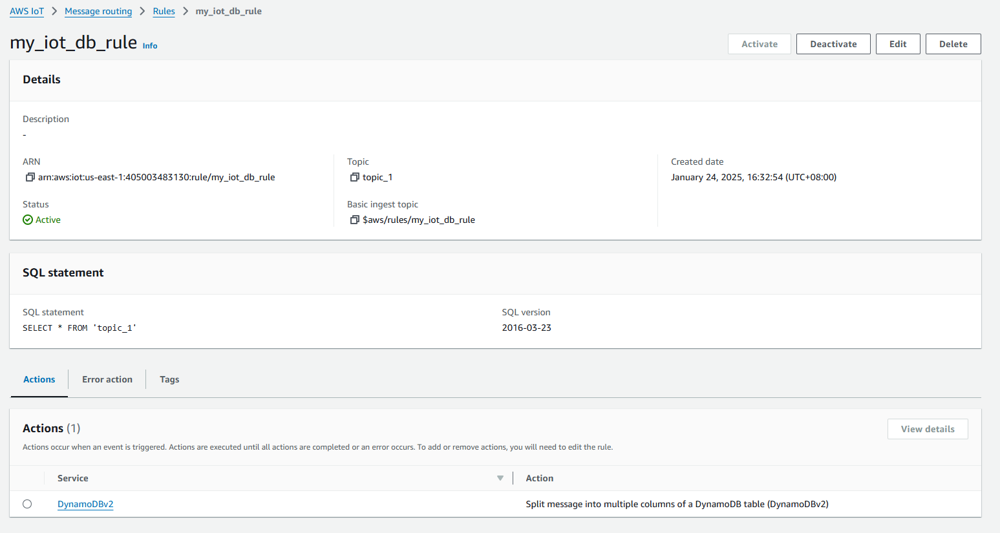 AWS IoT > Message routing > Rules > my_iot_db_rule
my_iot_db_rule Info
Activate Deactivate Edit Delete
Details
Description
-
ARN
arn:aws:iot:us-east-1:405003483130:rule/my_iot_db_rule
Status
Active
Topic
topic_1
Basic ingest topic
$aws/rules/my_iot_db_rule
Created date
January 24, 2025, 16:32:54 (UTC+08:00)
SQL statement
SQL statement
SELECT * FROM 'topic_1'
SQL version
2016-03-23
Actions Error action Tags
Actions (1)
View details
Actions occur when an event is triggered. Actions are executed until all actions are completed or an error occurs. To add or remove actions, you will need to edit the rule.
Service Action
DynamoDBv2 Split message into multiple columns of a DynamoDB table (DynamoDBv2)